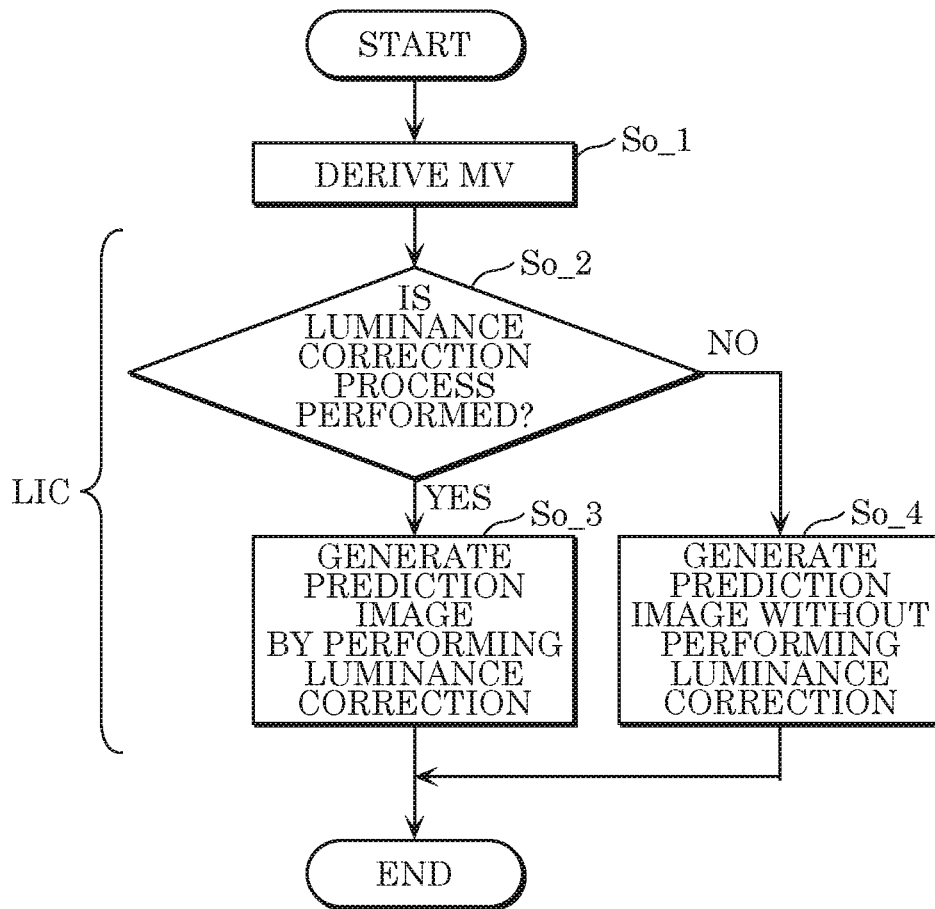 START
So_1
DERIVE MV
So_2
IS
LUMINANCE
CORRECTION
PROCESS
PERFORMED?
NO
LIC
YES
So_3
GENERATE
PREDICTION
IMAGE
BY PERFORMING
LUMINANCE
CORRECTION
So_4
GENERATE
PREDICTION
IMAGE WITHOUT
PERFORMING
LUMINANCE
CORRECTION
END